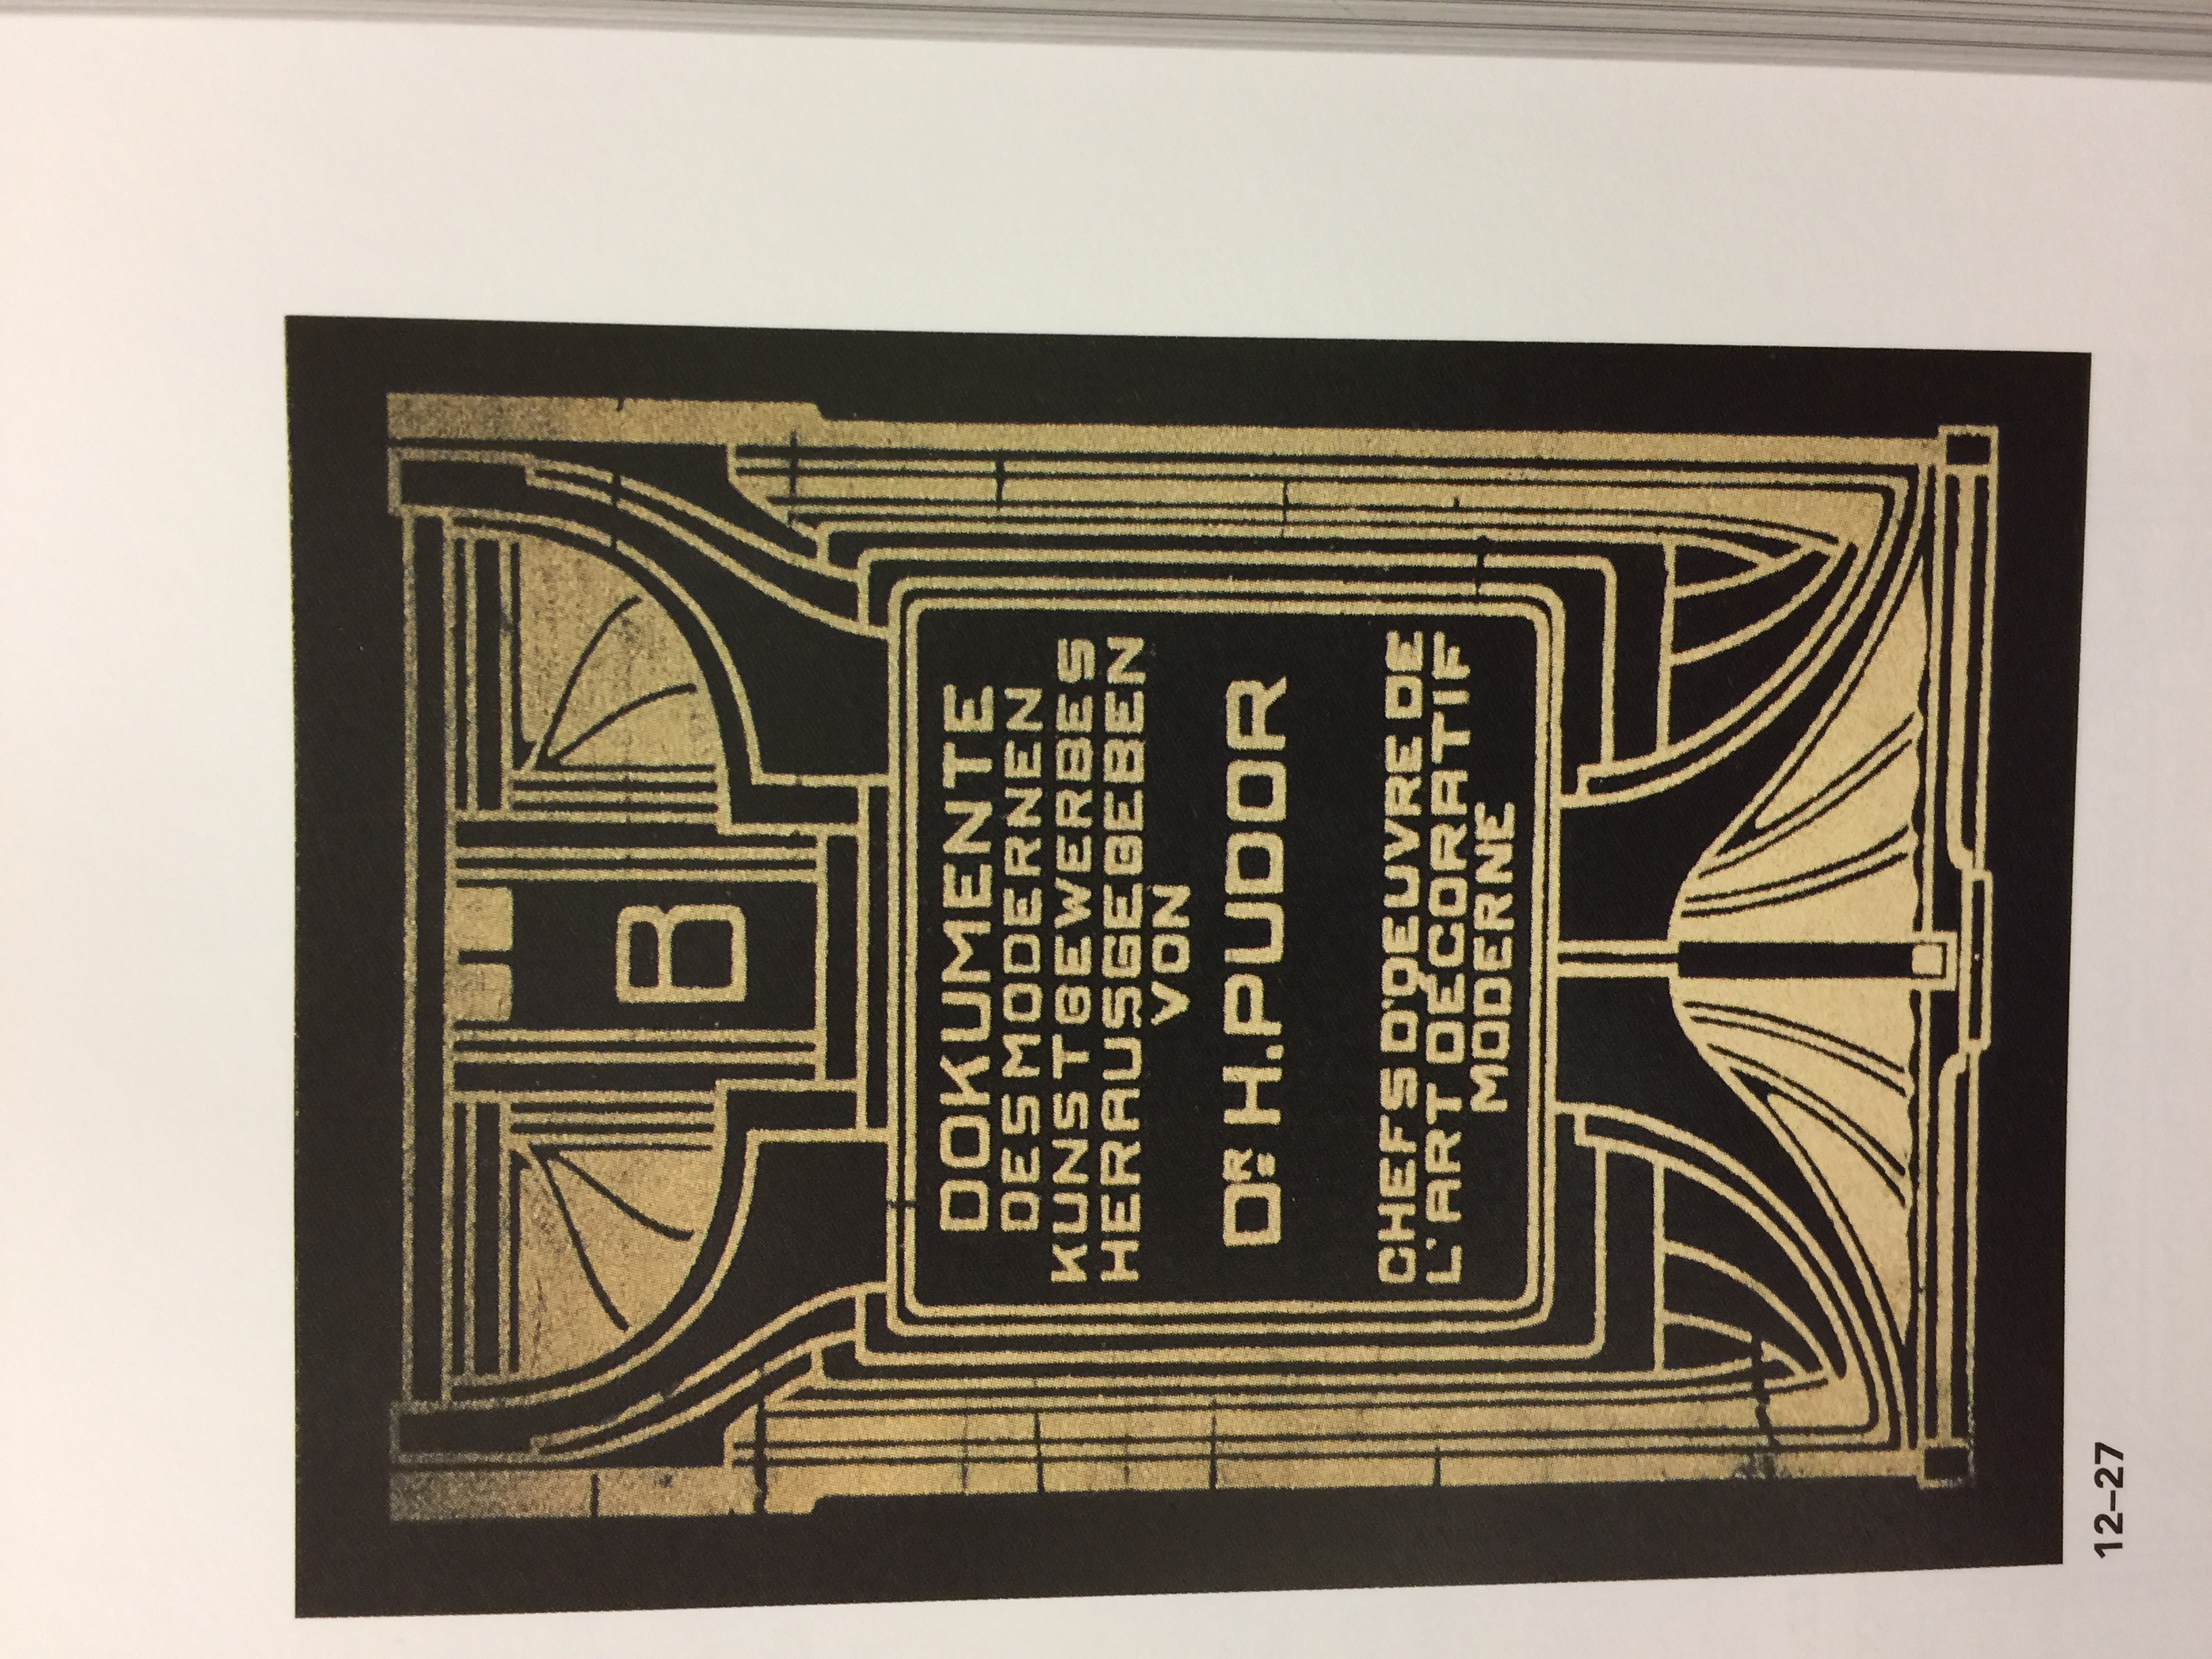 B
DOKUMENTE
DES MODERNEN
KUNSTGEWERBES
HERAUSGEGEBEN
VON
DR. H. PUDOR
CHEFS D'OEUVRE DE
L'ART DÉCORATIF
MODERNE
12–27